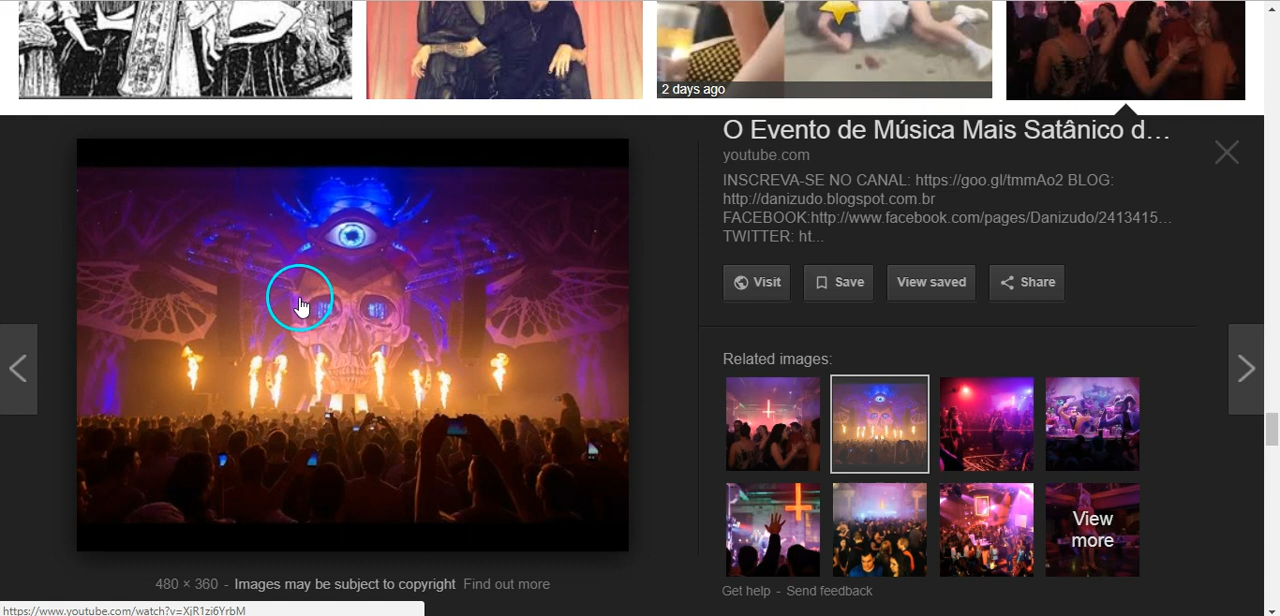 2 days ago
O Evento de Música Mais Satânico d...
youtube.com
INSCREVA-SE NO CANAL: https://goo.gl/tmmAo2 BLOG:
http://danizudo.blogspot.com.br
FACEBOOK:http://www.facebook.com/pages/Danizudo/2413415...
TWITTER: ht...
Visit
Save
View saved
Share
Related images:
View
more
480 × 360 - Images may be subject to copyright Find out more
Get help - Send feedback
https://www.youtube.com/watch?v=XjR1zi6YrbM